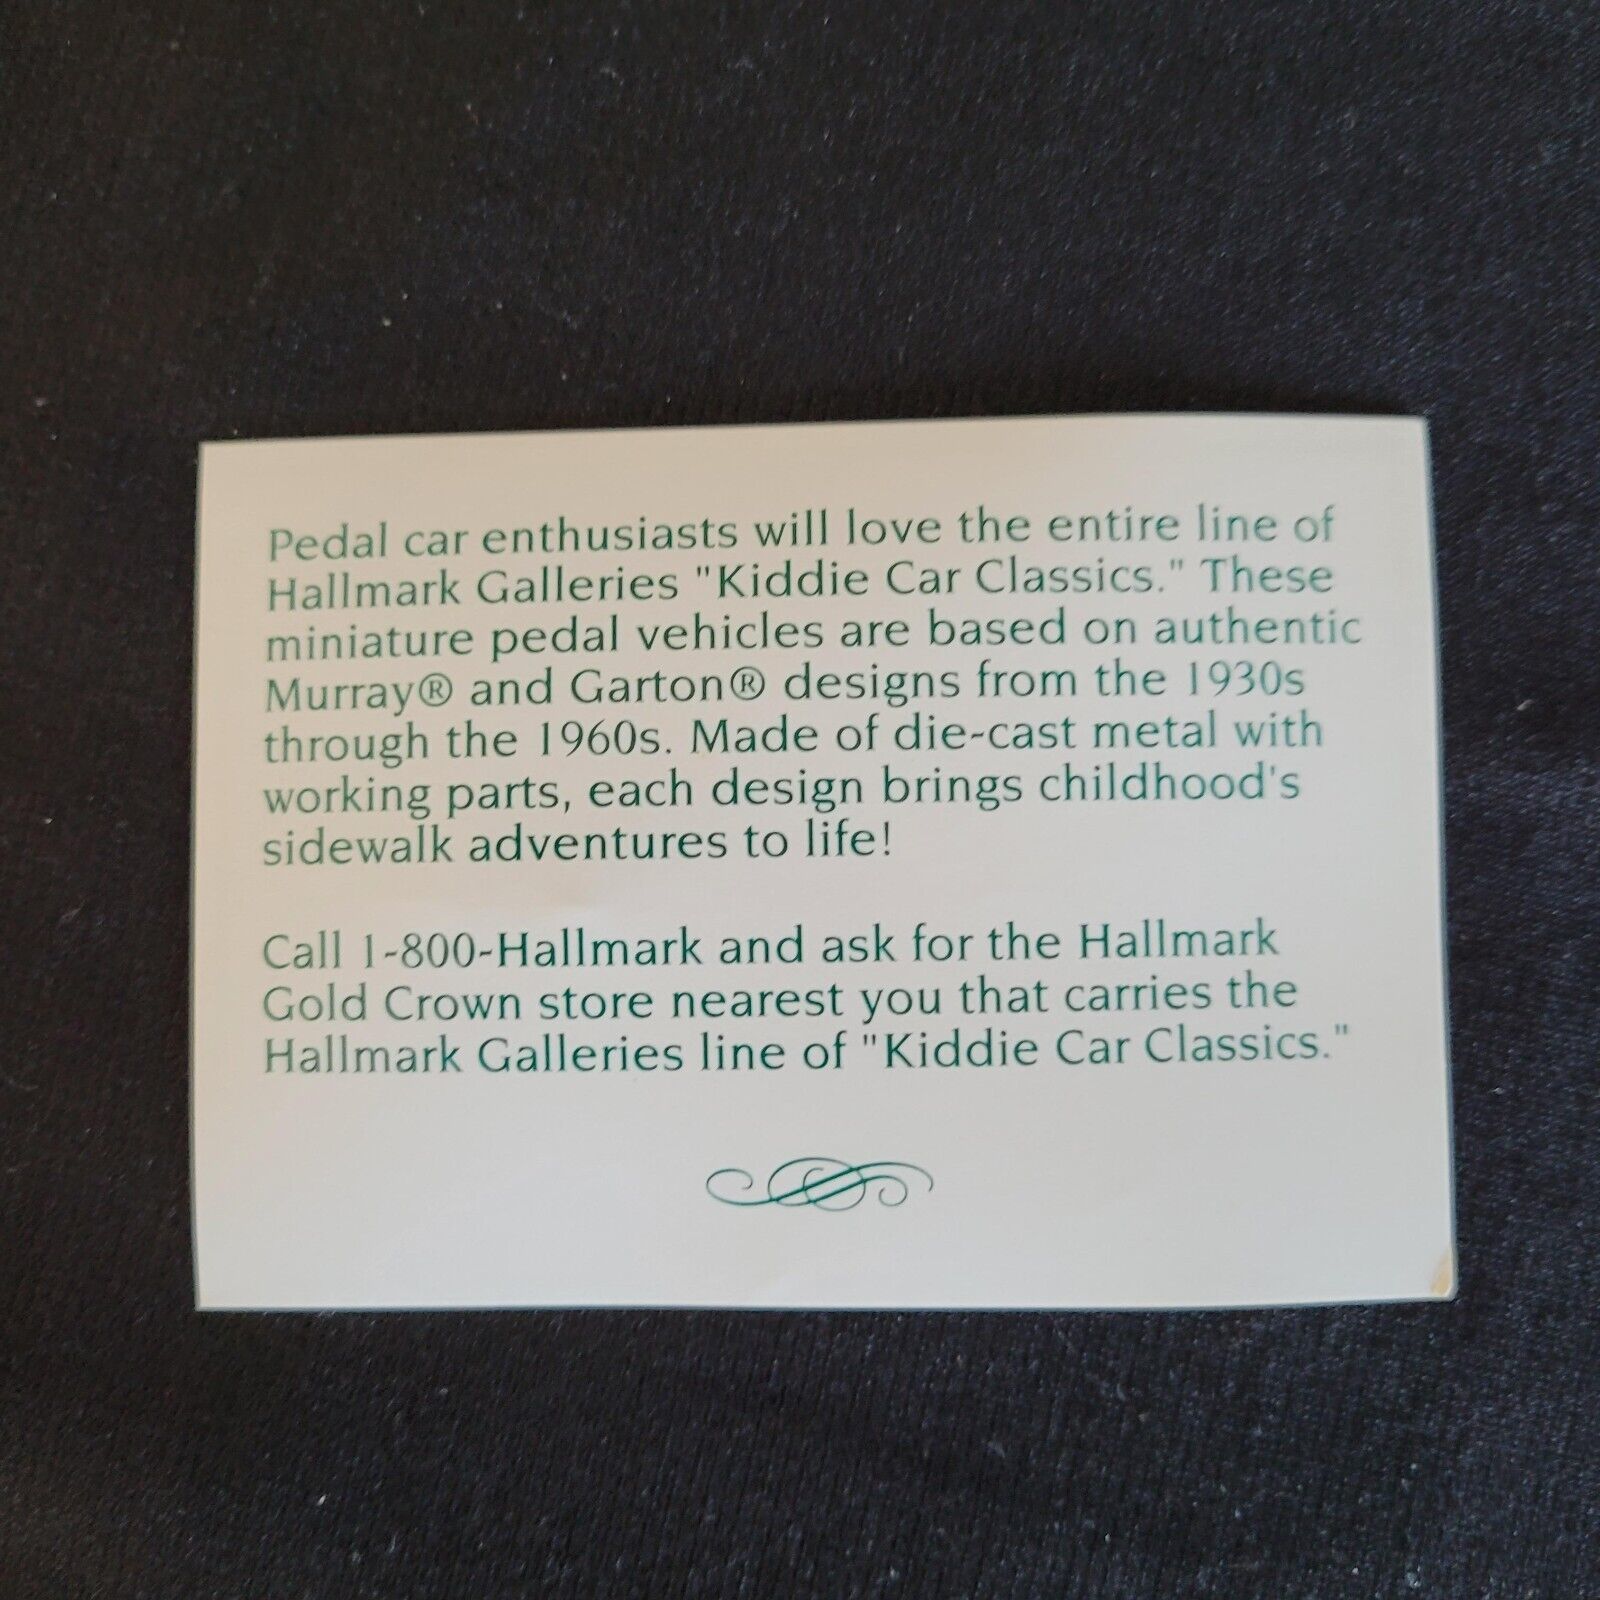 Pedal car enthusiasts will love the entire line of
Hallmark Galleries "Kiddie Car Classics." These
miniature pedal vehicles are based on authentic
Murray® and Garton® designs from the 1930s
through the 1960s. Made of die-cast metal with
working parts, each design brings childhood's
sidewalk adventures to life!
Call 1-800-Hallmark and ask for the Hallmark
Gold Crown store nearest you that carries the
Hallmark Galleries line of "Kiddie Car Classics."